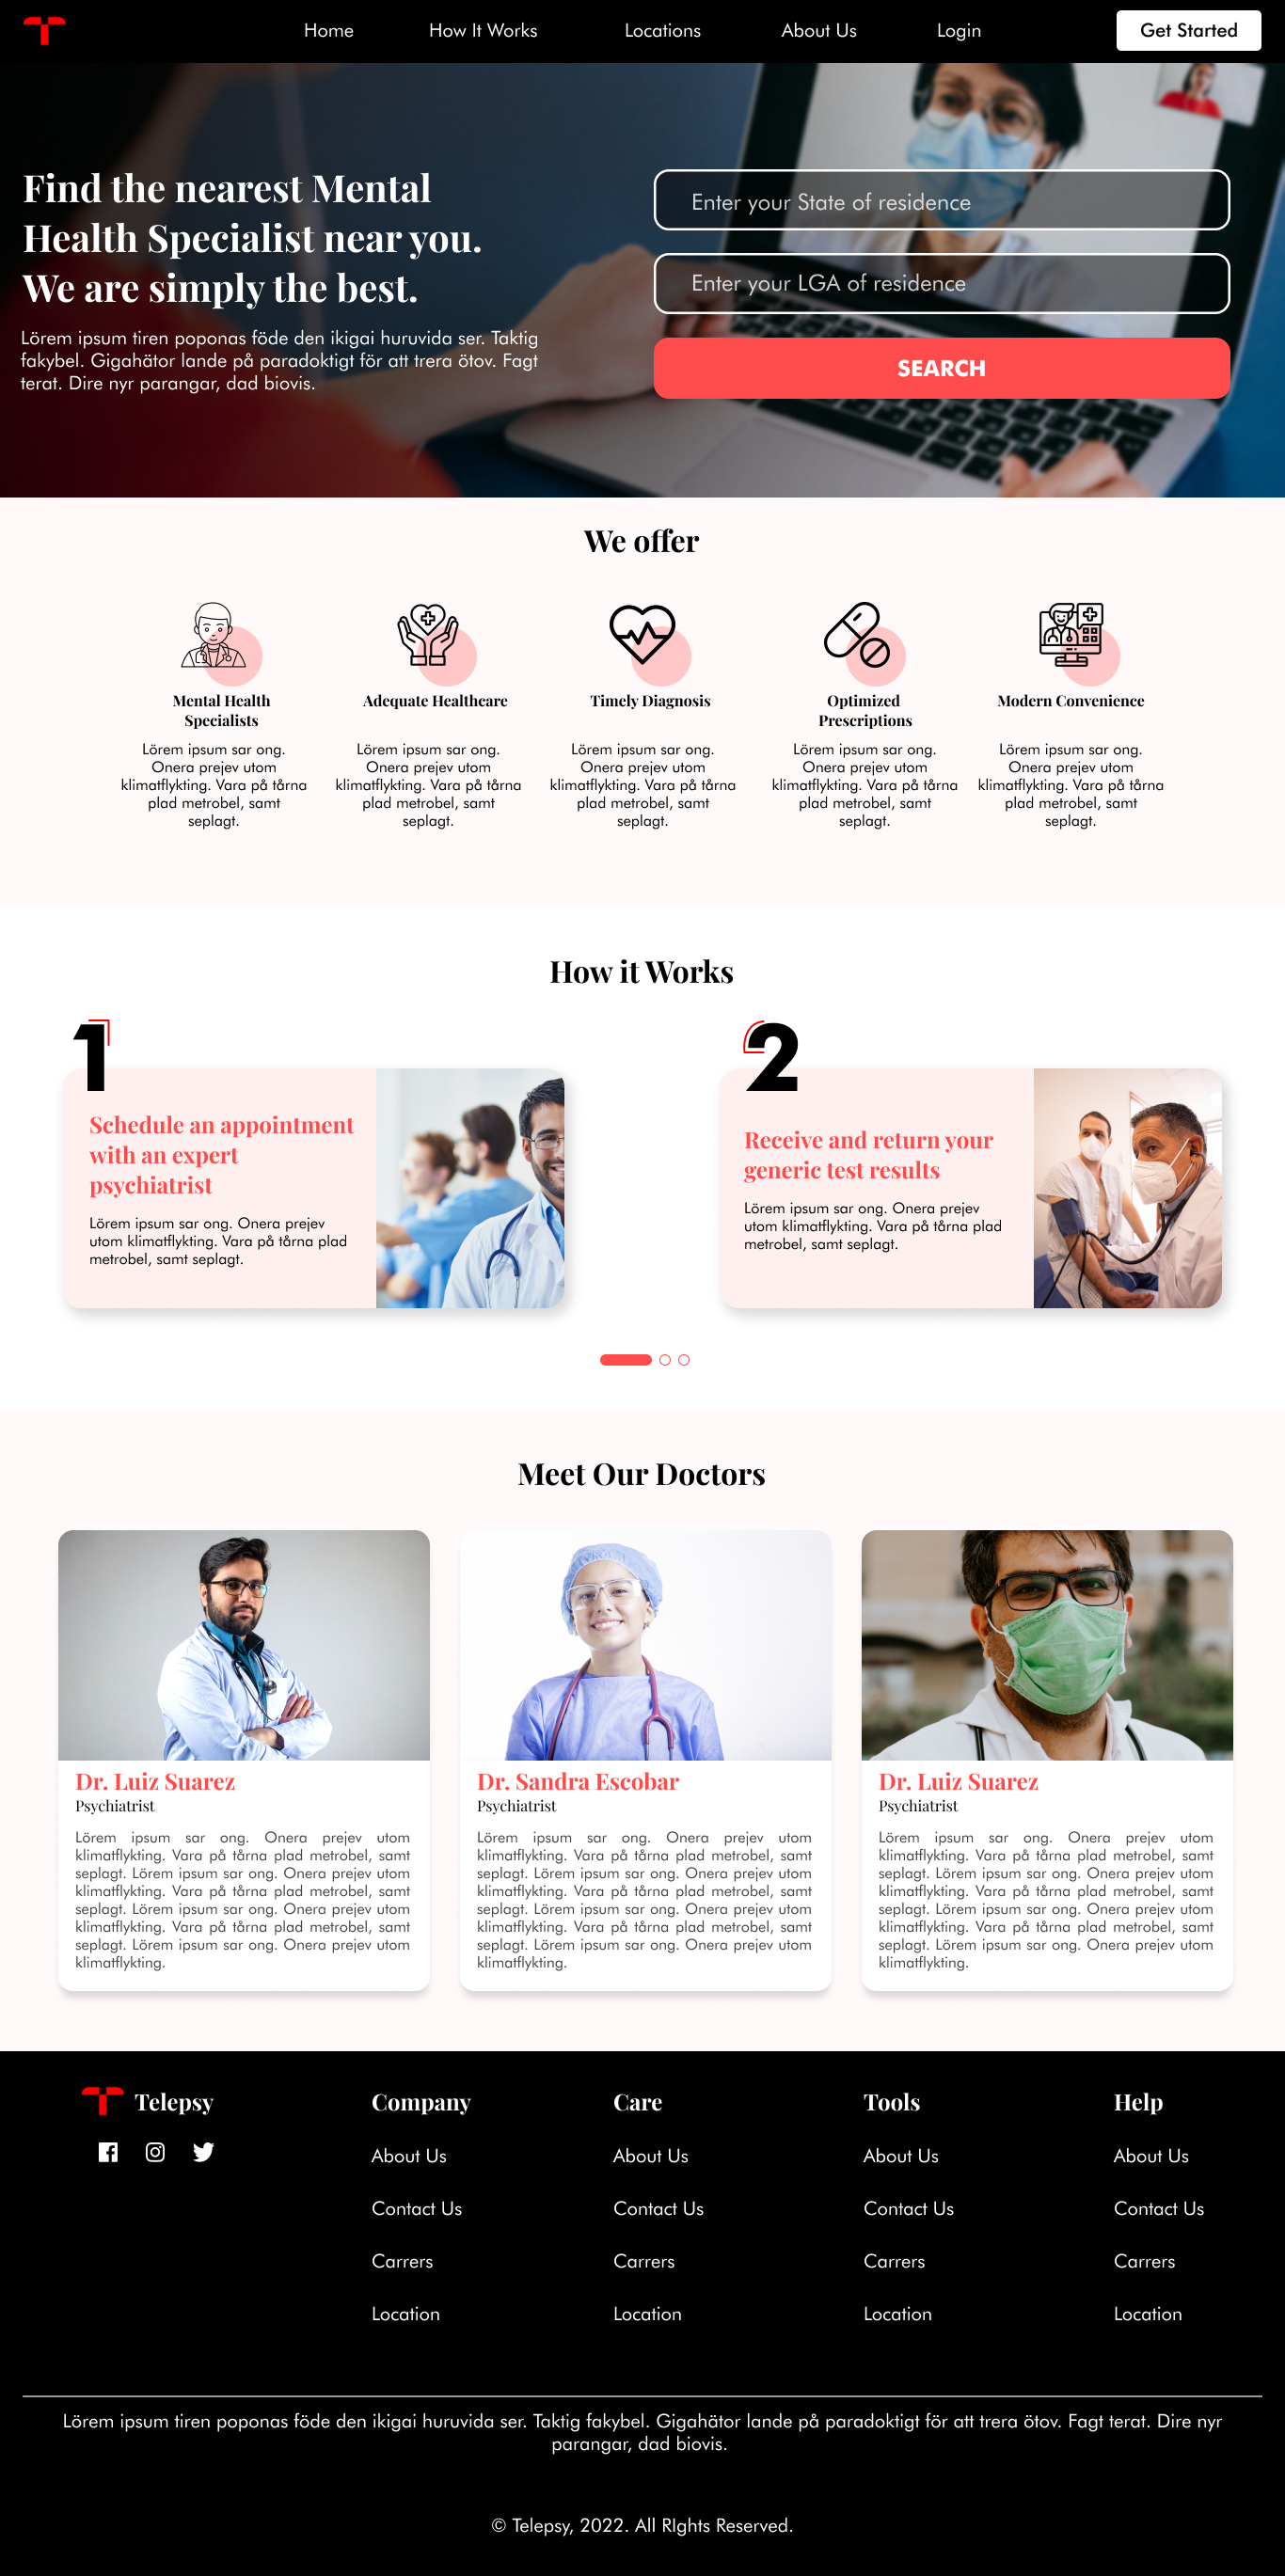 Home How It Works Locations About Us Login Get Started
Find the nearest Mental
Health Specialist near you.
We are simply the best.
Lörem ipsum tiren poponas föde den ikigai huruvida ser. Taktig
fakybel. Gigahätor lande på paradoktigt för att trera ötov. Fagt
terat. Dire nyr parangar, dad biovis.
Enter your State of residence
Enter your LGA of residence
SEARCH
We offer
Mental Health
Specialists
Lörem ipsum sar ong.
Onera prejev utom
klimatflykting. Vara på tårna
plad metrobel, samt
seplagt.
Adequate Healthcare
Lörem ipsum sar ong.
Onera prejev utom
klimatflykting. Vara på tårna
plad metrobel, samt
seplagt.
Timely Diagnosis
Lörem ipsum sar ong.
Onera prejev utom
klimatflykting. Vara på tårna
plad metrobel, samt
seplagt.
Optimized
Prescriptions
Lörem ipsum sar ong.
Onera prejev utom
klimatflykting. Vara på tårna
plad metrobel, samt
seplagt.
Modern Convenience
Lörem ipsum sar ong.
Onera prejev utom
klimatflykting. Vara på tårna
plad metrobel, samt
seplagt.
How it Works
1
Schedule an appointment
with an expert
psychiatrist
Lörem ipsum sar ong. Onera prejev
utom klimatflykting. Vara på tårna plad
metrobel, samt seplagt.
2
Receive and return your
generic test results
Lörem ipsum sar ong. Onera prejev
utom klimatflykting. Vara på tårna plad
metrobel, samt seplagt.
Meet Our Doctors
Dr. Luiz Suarez
Psychiatrist
Lörem ipsum sar ong. Onera prejev utom
klimatflykting. Vara på tårna plad metrobel, samt
seplagt. Lörem ipsum sar ong. Onera prejev utom
klimatflykting. Vara på tårna plad metrobel, samt
seplagt. Lörem ipsum sar ong. Onera prejev utom
klimatflykting. Vara på tårna plad metrobel, samt
seplagt. Lörem ipsum sar ong. Onera prejev utom
klimatflykting.
Dr. Sandra Escobar
Psychiatrist
Lörem ipsum sar ong. Onera prejev utom
klimatflykting. Vara på tårna plad metrobel, samt
seplagt. Lörem ipsum sar ong. Onera prejev utom
klimatflykting. Vara på tårna plad metrobel, samt
seplagt. Lörem ipsum sar ong. Onera prejev utom
klimatflykting. Vara på tårna plad metrobel, samt
seplagt. Lörem ipsum sar ong. Onera prejev utom
klimatflykting.
Dr. Luiz Suarez
Psychiatrist
Lörem ipsum sar ong. Onera prejev utom
klimatflykting. Vara på tårna plad metrobel, samt
seplagt. Lörem ipsum sar ong. Onera prejev utom
klimatflykting. Vara på tårna plad metrobel, samt
seplagt. Lörem ipsum sar ong. Onera prejev utom
klimatflykting. Vara på tårna plad metrobel, samt
seplagt. Lörem ipsum sar ong. Onera prejev utom
klimatflykting.
Telepsy
Company
About Us
Contact Us
Carrers
Location
Care
About Us
Contact Us
Carrers
Location
Tools
About Us
Contact Us
Carrers
Location
Help
About Us
Contact Us
Carrers
Location
Lörem ipsum tiren poponas föde den ikigai huruvida ser. Taktig fakybel. Gigahätor lande på paradoktigt för att trera ötov. Fagt terat. Dire nyr
parangar, dad biovis.
© Telepsy, 2022. All RIghts Reserved.